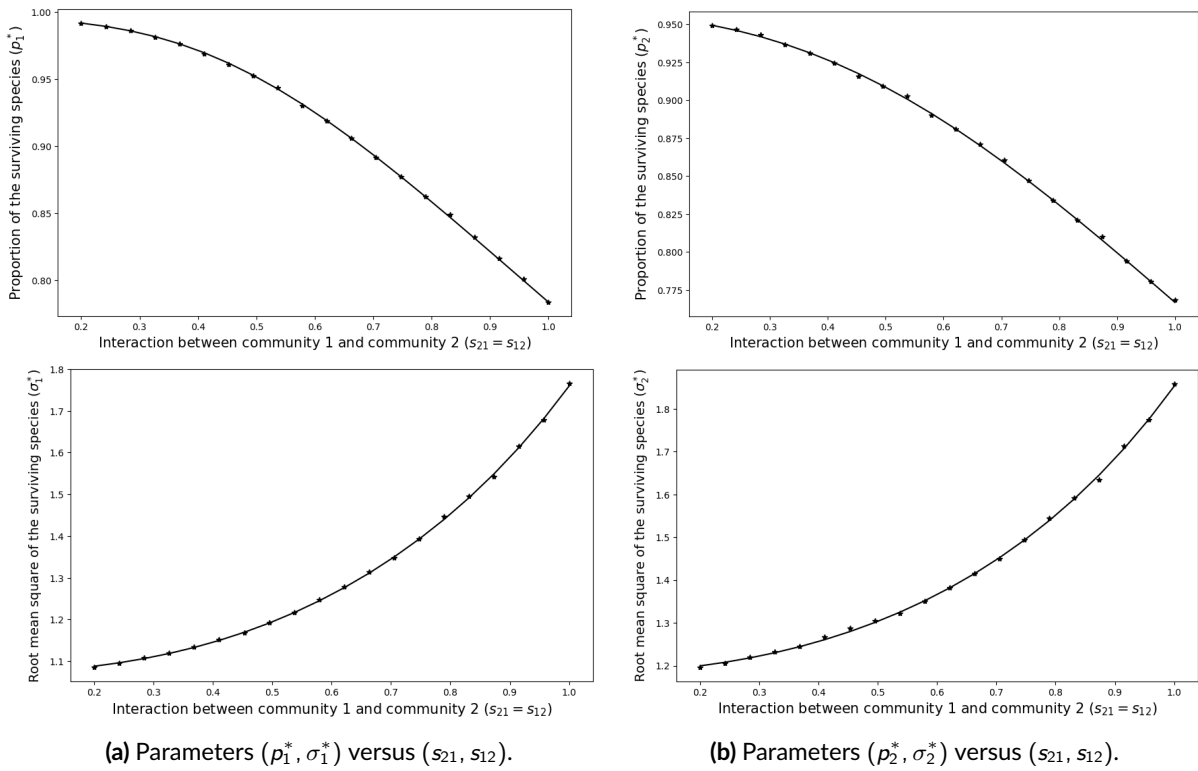 1.00
0.95
0.90
0.85
0.80
Proportion of the surviving species (p₁*)
0.2 0.3 0.4 0.5 0.6 0.7 0.8 0.9 1.0
Interaction between community 1 and community 2 (s₂₁ = s₁₂)
0.950
0.925
0.900
0.875
0.850
0.825
0.800
0.775
Proportion of the surviving species (p₂*)
0.2 0.3 0.4 0.5 0.6 0.7 0.8 0.9 1.0
Interaction between community 1 and community 2 (s₂₁ = s₁₂)
1.8
1.7
1.6
1.5
1.4
1.3
1.2
1.1
Root mean square of the surviving species (σ₁*)
0.2 0.3 0.4 0.5 0.6 0.7 0.8 0.9 1.0
Interaction between community 1 and community 2 (s₂₁ = s₁₂)
1.8
1.7
1.6
1.5
1.4
1.3
1.2
Root mean square of the surviving species (σ₂*)
0.2 0.3 0.4 0.5 0.6 0.7 0.8 0.9 1.0
Interaction between community 1 and community 2 (s₂₁ = s₁₂)
(a) Parameters (p₁*, σ₁*) versus (s₂₁, s₁₂).
(b) Parameters (p₂*, σ₂*) versus (s₂₁, s₁₂).